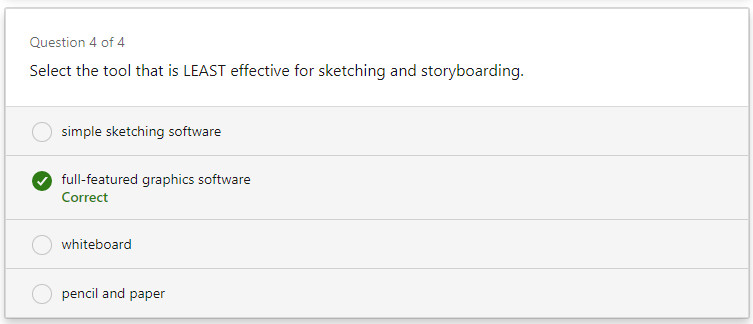 Question 4 of 4
Select the tool that is LEAST effective for sketching and storyboarding.
simple sketching software
full-featured graphics software
Correct
whiteboard
pencil and paper